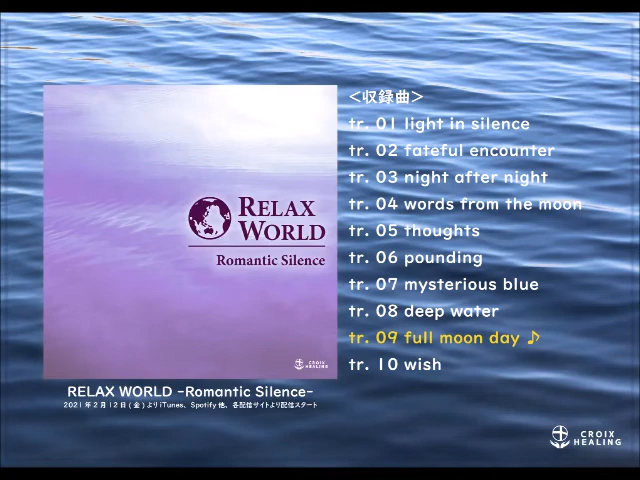 RELAX
WORLD
Romantic Silence
CROIX
HEALING
RELAX WORLD -Romantic Silence-
2021年2月12日(金)よりiTunes、Spotify他、各配信サイトより配信スタート
<収録曲>
tr. 01 light in silence
tr. 02 fateful encounter
tr. 03 night after night
tr. 04 words from the moon
tr. 05 thoughts
tr. 06 pounding
tr. 07 mysterious blue
tr. 08 deep water
tr. 09 full moon day ♪
tr. 10 wish
CROIX
HEALING